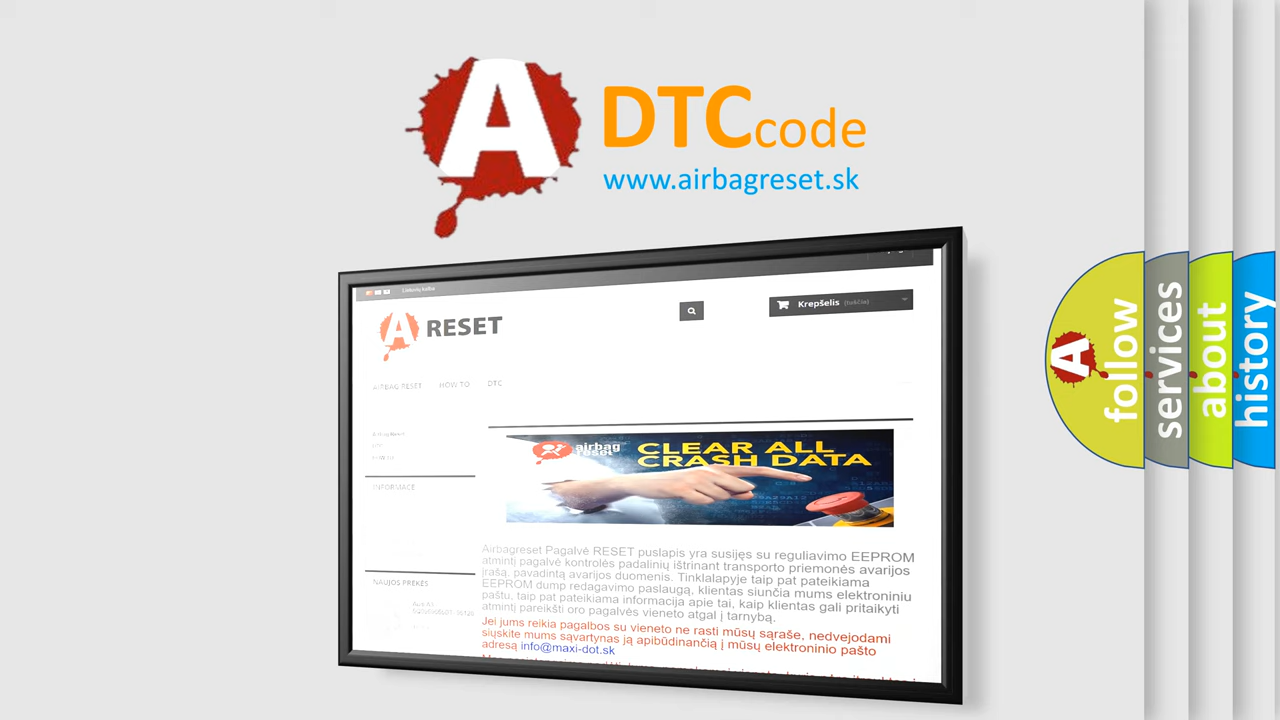 A
DTCcode
www.airbagreset.sk
Krepšelis (tuščia)
A RESET
AIRBAG RESET HOW TO DTC
INFORMACE
NAUJOS PREKĖS
airbag
reset
CLEAR ALL
CRASH DATA
Airbagreset Pagalvė RESET puslapis yra susijęs su reguliavimo EEPROM
atmintį pagalvė kontrolės padalinių ištrinant transporto priemonės avarijos
įrašą, pavadintą avarijos duomenis. Tinklalapyje taip pat pateikiama
EEPROM dump redagavimo paslaugą, klientas siunčia mums elektroniniu
paštu, taip pat pateikiama informacija apie tai, kaip klientas gali pritaikyti
atmintį pareikšti oro pagalvės vieneto atgal į tarnybą.
Jei jums reikia pagalbos su vieneto ne rasti mūsų sąraše, nedvejodami
siųskite mums sąvartynas ją apibūdinančią į mūsų elektroninio pašto
adresą info@maxi-dot.sk
A
follow
services
about
history